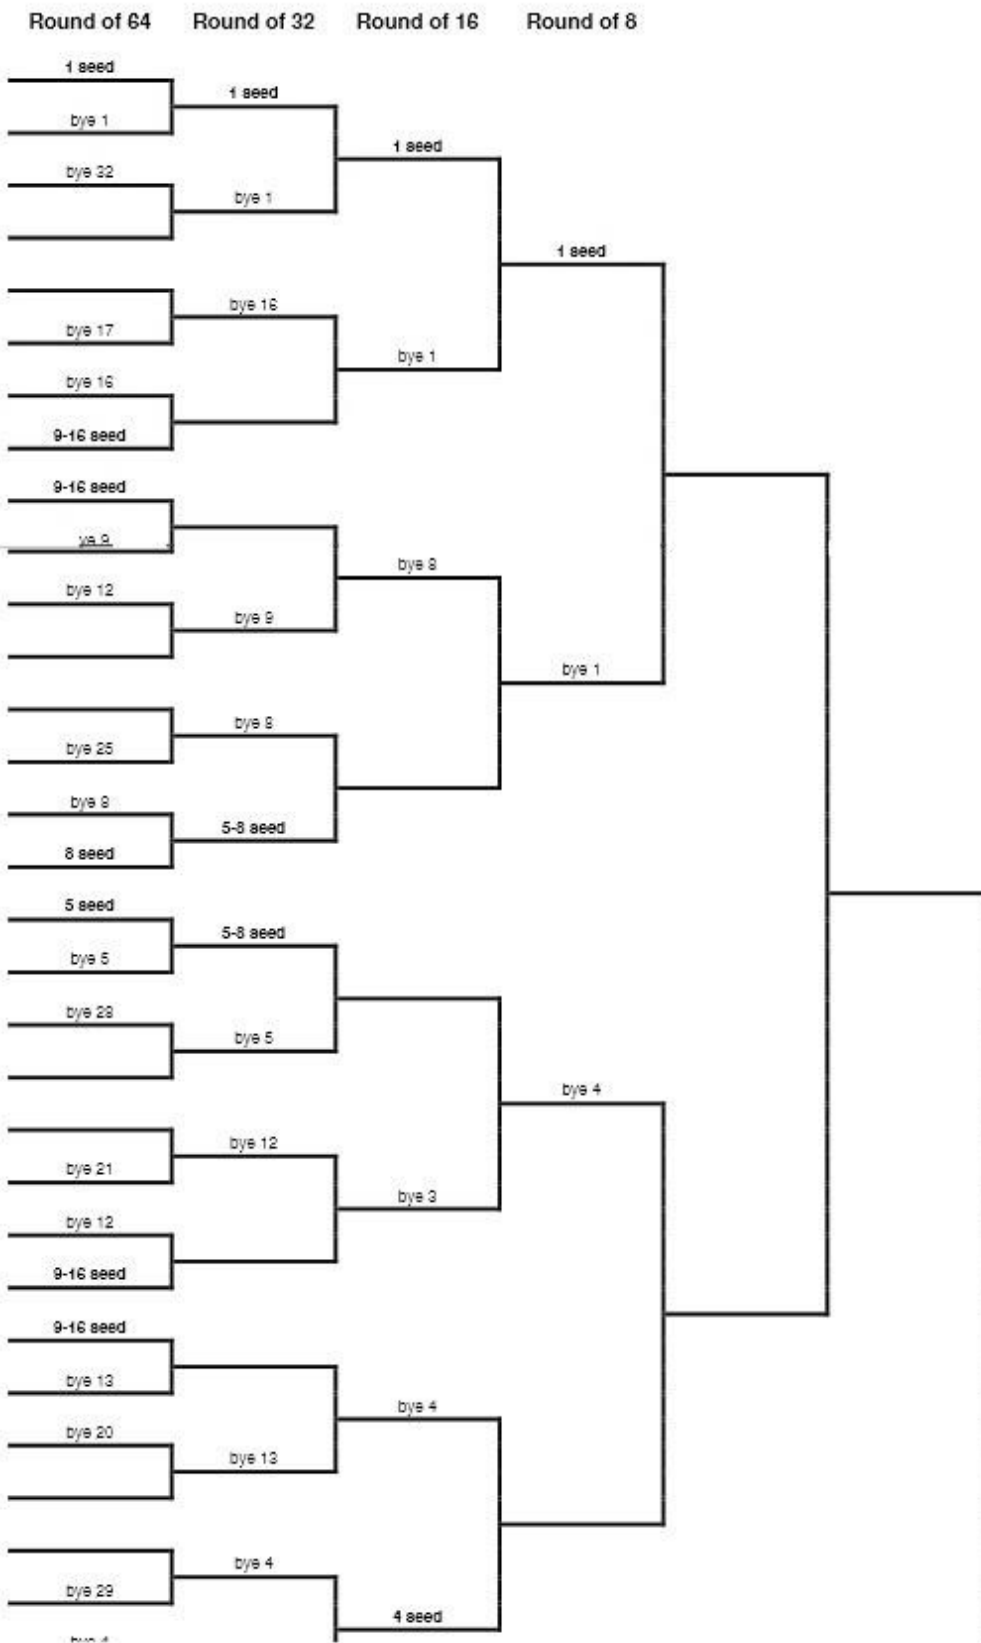 Round of 64 Round of 32 Round of 16 Round of 8
1 seed
1 seed
bye 1
1 seed
bye 32
bye 1
1 seed
bye 16
bye 17
bye 1
bye 16
9-16 seed
9-16 seed
ye 9
bye 8
bye 12
bye 9
bye 1
bye 8
bye 25
bye 8
5-8 seed
8 seed
5 seed
5-8 seed
bye 5
bye 28
bye 5
bye 4
bye 12
bye 21
bye 3
bye 12
9-16 seed
9-16 seed
bye 13
bye 4
bye 20
bye 13
bye 4
bye 29
4 seed